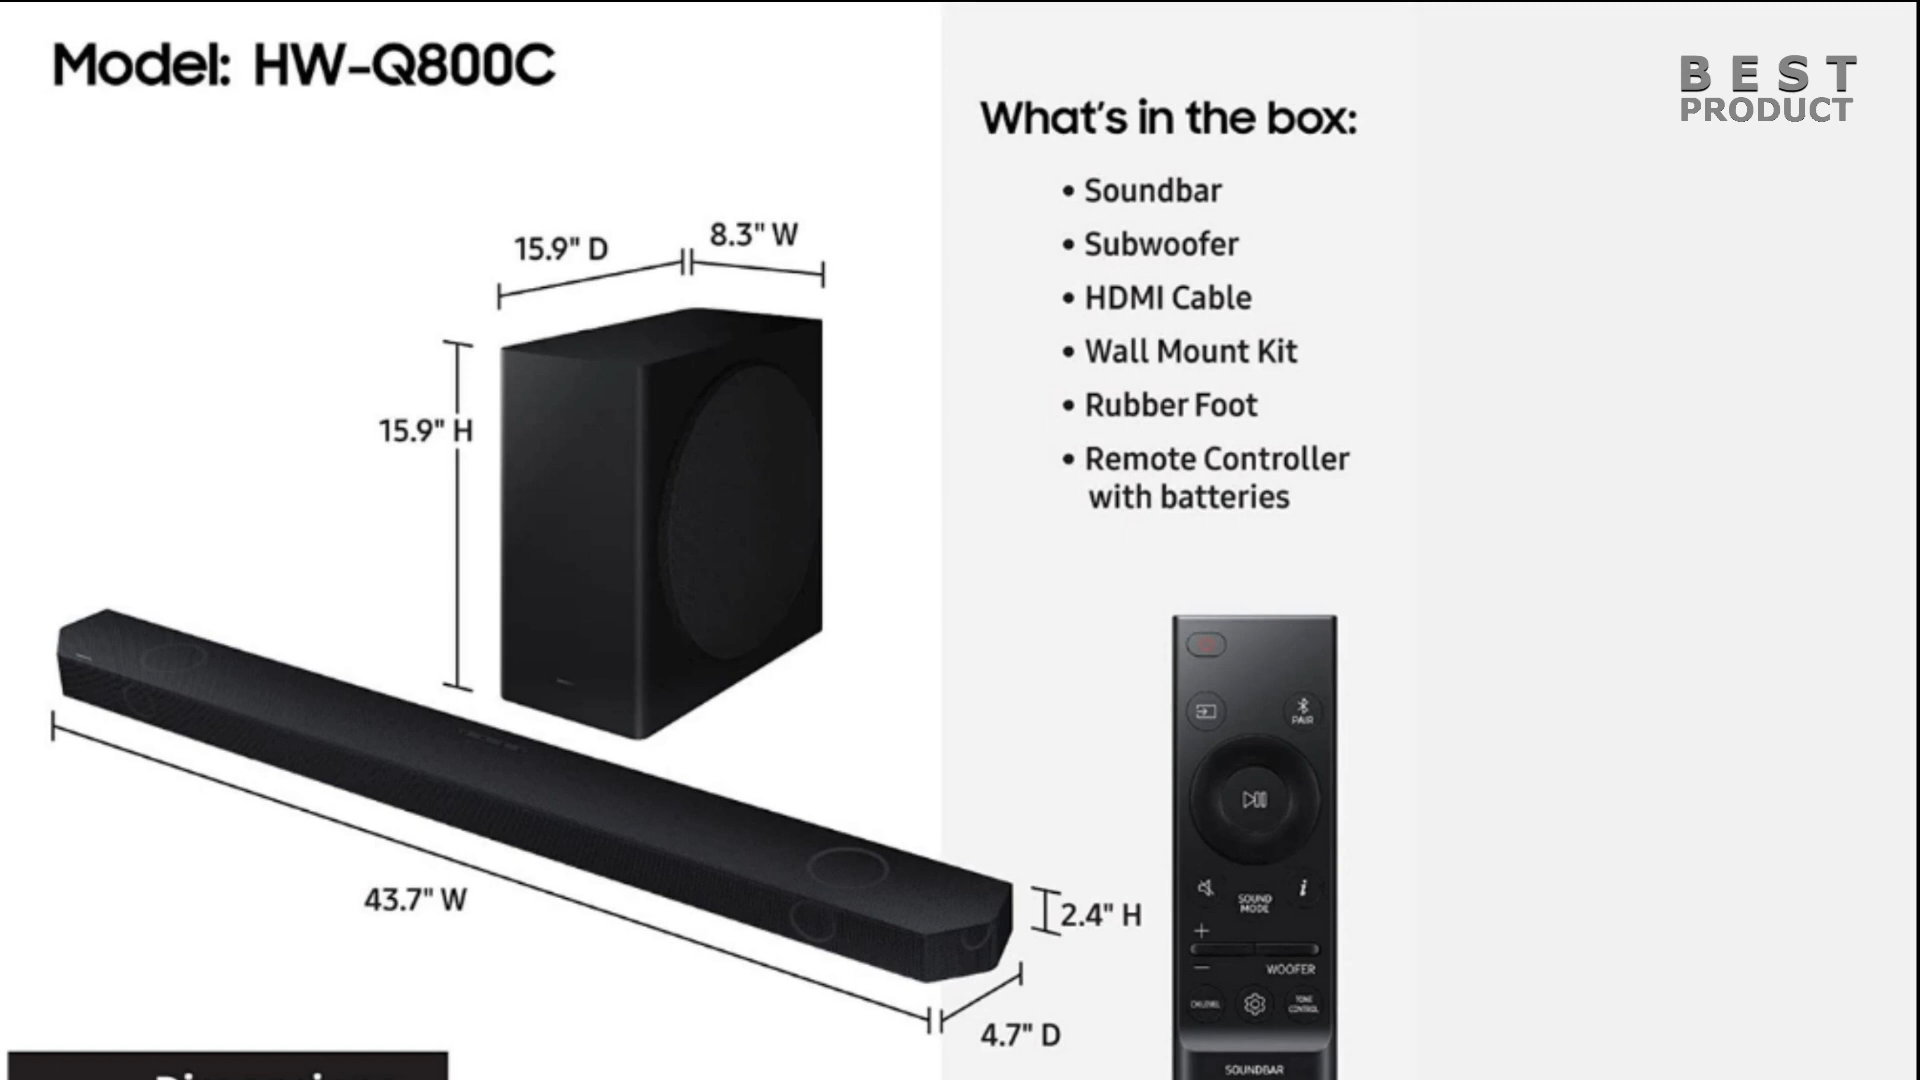 Model: HW-Q800C
BEST
PRODUCT
What's in the box:
• Soundbar
• Subwoofer
• HDMI Cable
• Wall Mount Kit
• Rubber Foot
• Remote Controller
with batteries
15.9" D
8.3" W
15.9" H
43.7" W
2.4" H
4.7" D
PAIR
i
SOUND
MODE
+
−
WOOFER
CH LEVEL
TONE
CONTROL
SOUNDBAR